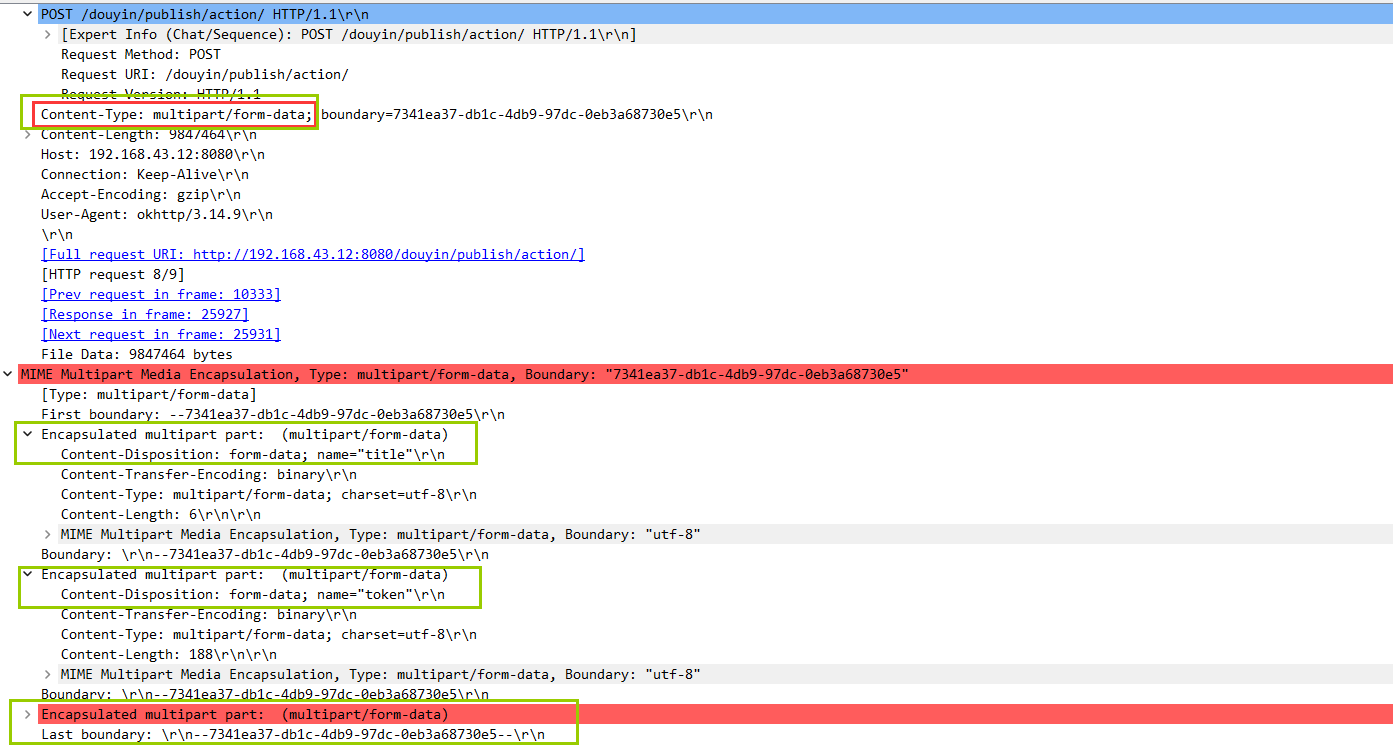 POST /douyin/publish/action/ HTTP/1.1\r\n
[Expert Info (Chat/Sequence): POST /douyin/publish/action/ HTTP/1.1\r\n]
Request Method: POST
Request URI: /douyin/publish/action/
Request Version: HTTP/1.1
Content-Type: multipart/form-data; boundary=7341ea37-db1c-4db9-97dc-0eb3a68730e5\r\n
Content-Length: 9847464\r\n
Host: 192.168.43.12:8080\r\n
Connection: Keep-Alive\r\n
Accept-Encoding: gzip\r\n
User-Agent: okhttp/3.14.9\r\n
\r\n
[Full request URI: http://192.168.43.12:8080/douyin/publish/action/]
[HTTP request 8/9]
[Prev request in frame: 10333]
[Response in frame: 25927]
[Next request in frame: 25931]
File Data: 9847464 bytes
MIME Multipart Media Encapsulation, Type: multipart/form-data, Boundary: "7341ea37-db1c-4db9-97dc-0eb3a68730e5"
[Type: multipart/form-data]
First boundary: --7341ea37-db1c-4db9-97dc-0eb3a68730e5\r\n
Encapsulated multipart part:  (multipart/form-data)
Content-Disposition: form-data; name="title"\r\n
Content-Transfer-Encoding: binary\r\n
Content-Type: multipart/form-data; charset=utf-8\r\n
Content-Length: 6\r\n\r\n
MIME Multipart Media Encapsulation, Type: multipart/form-data, Boundary: "utf-8"
Boundary: \r\n--7341ea37-db1c-4db9-97dc-0eb3a68730e5\r\n
Encapsulated multipart part:  (multipart/form-data)
Content-Disposition: form-data; name="token"\r\n
Content-Transfer-Encoding: binary\r\n
Content-Type: multipart/form-data; charset=utf-8\r\n
Content-Length: 188\r\n\r\n
MIME Multipart Media Encapsulation, Type: multipart/form-data, Boundary: "utf-8"
Boundary: \r\n--7341ea37-db1c-4db9-97dc-0eb3a68730e5\r\n
Encapsulated multipart part:  (multipart/form-data)
Last boundary: \r\n--7341ea37-db1c-4db9-97dc-0eb3a68730e5--\r\n